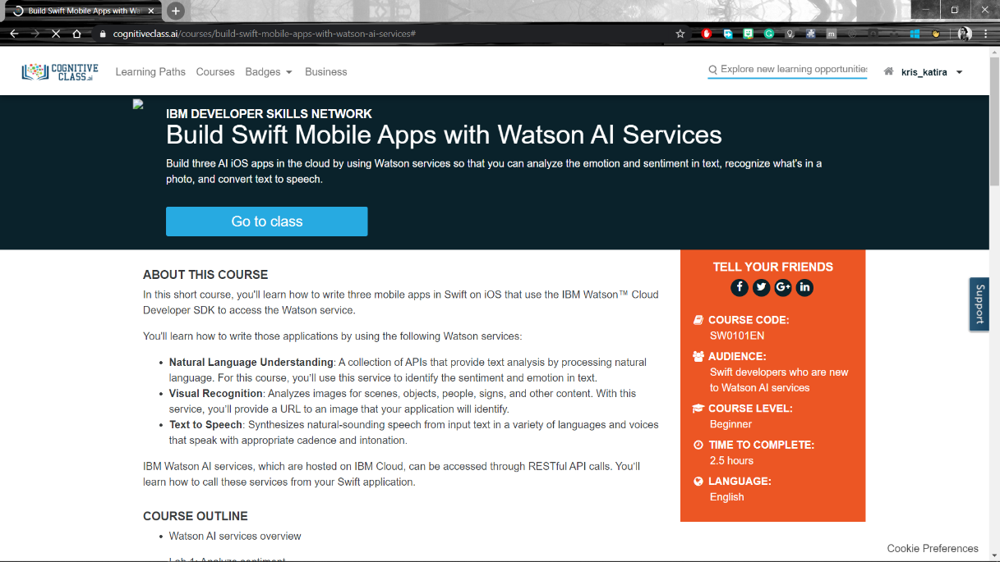 Build Swift Mobile Apps with Wa
cognitiveclass.ai/courses/build-swift-mobile-apps-with-watson-ai-services#
COGNITIVE
CLASS.ai
Learning Paths
Courses
Badges
Business
Explore new learning opportunities
kris_katira
IBM DEVELOPER SKILLS NETWORK
Build Swift Mobile Apps with Watson AI Services
Build three AI iOS apps in the cloud by using Watson services so that you can analyze the emotion and sentiment in text, recognize what's in a
photo, and convert text to speech.
Go to class
ABOUT THIS COURSE
In this short course, you'll learn how to write three mobile apps in Swift on iOS that use the IBM Watson™ Cloud
Developer SDK to access the Watson service.
You'll learn how to write those applications by using the following Watson services:
• Natural Language Understanding: A collection of APIs that provide text analysis by processing natural
language. For this course, you'll use this service to identify the sentiment and emotion in text.
• Visual Recognition: Analyzes images for scenes, objects, people, signs, and other content. With this
service, you'll provide a URL to an image that your application will identify.
• Text to Speech: Synthesizes natural-sounding speech from input text in a variety of languages and voices
that speak with appropriate cadence and intonation.
IBM Watson AI services, which are hosted on IBM Cloud, can be accessed through RESTful API calls. You'll
learn how to call these services from your Swift application.
COURSE OUTLINE
• Watson AI services overview
Lab 1: Analyze sentiment
TELL YOUR FRIENDS
COURSE CODE:
SW0101EN
AUDIENCE:
Swift developers who are new
to Watson AI services
COURSE LEVEL:
Beginner
TIME TO COMPLETE:
2.5 hours
LANGUAGE:
English
Support
Cookie Preferences